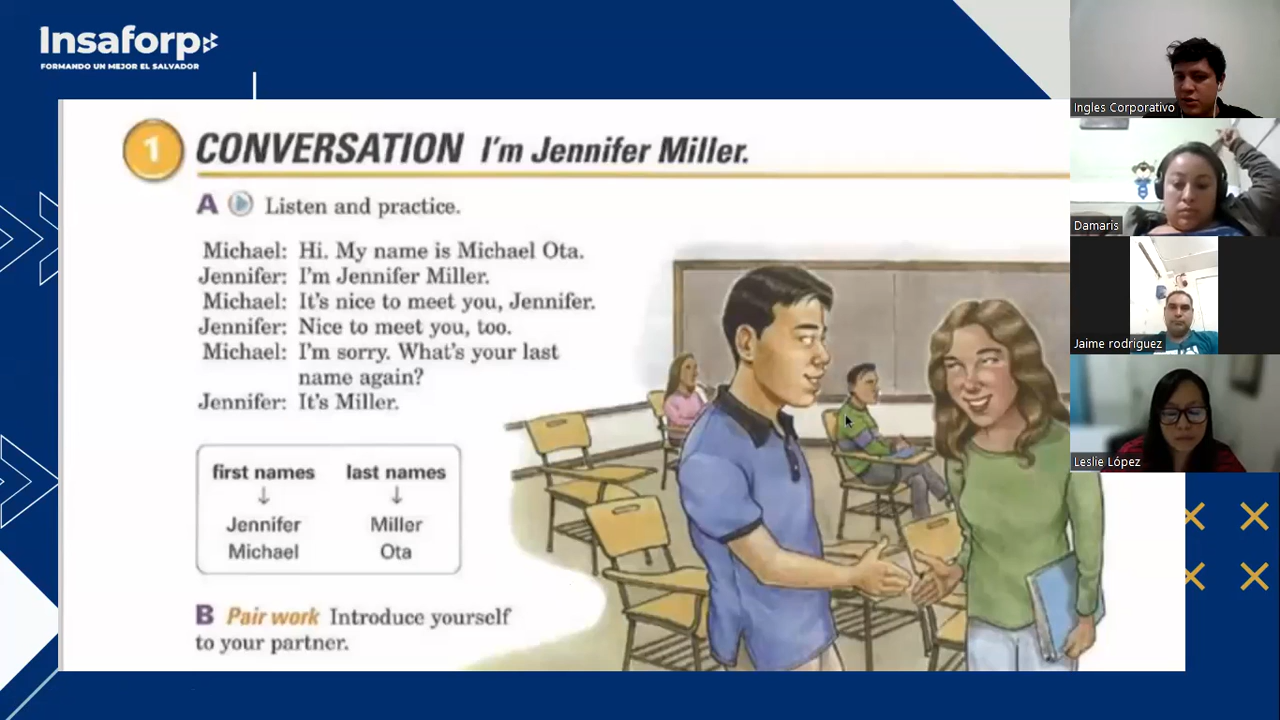 Insaforp
FORMANDO UN MEJOR EL SALVADOR
1 CONVERSATION I'm Jennifer Miller.
A Listen and practice.
Michael: Hi. My name is Michael Ota.
Jennifer: I'm Jennifer Miller.
Michael: It's nice to meet you, Jennifer.
Jennifer: Nice to meet you, too.
Michael: I'm sorry. What's your last
name again?
Jennifer: It's Miller.
first names last names
Jennifer Miller
Michael Ota
B Pair work Introduce yourself
to your partner.
Ingles Corporativo
Damaris
Jaime rodriguez
Leslie López